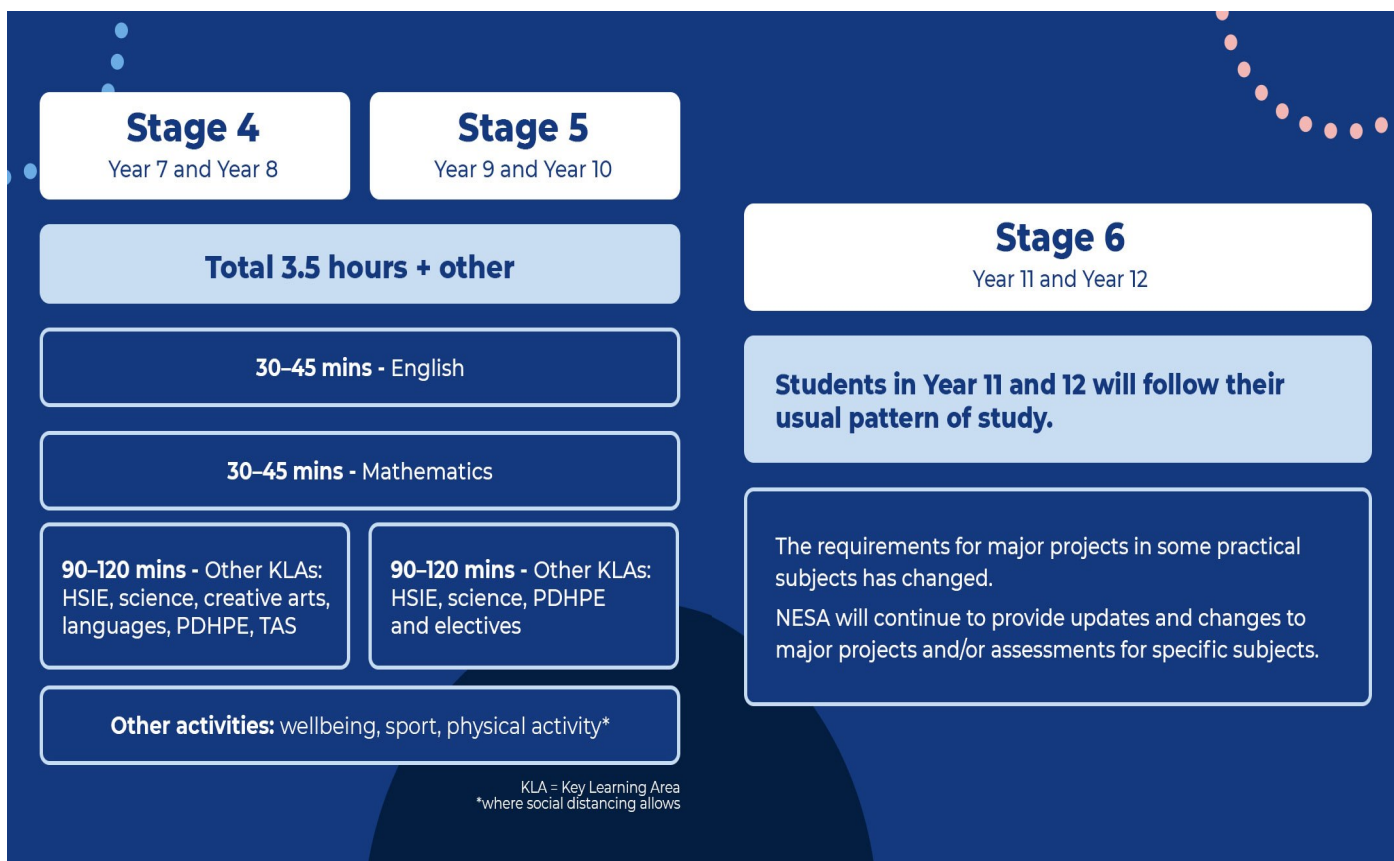 Stage 4
Year 7 and Year 8
Stage 5
Year 9 and Year 10
Total 3.5 hours + other
30–45 mins - English
30–45 mins - Mathematics
90–120 mins - Other KLAs:
HSIE, science, creative arts,
languages, PDHPE, TAS
90–120 mins - Other KLAs:
HSIE, science, PDHPE
and electives
Other activities: wellbeing, sport, physical activity*
KLA = Key Learning Area
*where social distancing allows
Stage 6
Year 11 and Year 12
Students in Year 11 and 12 will follow their
usual pattern of study.
The requirements for major projects in some practical
subjects has changed.
NESA will continue to provide updates and changes to
major projects and/or assessments for specific subjects.